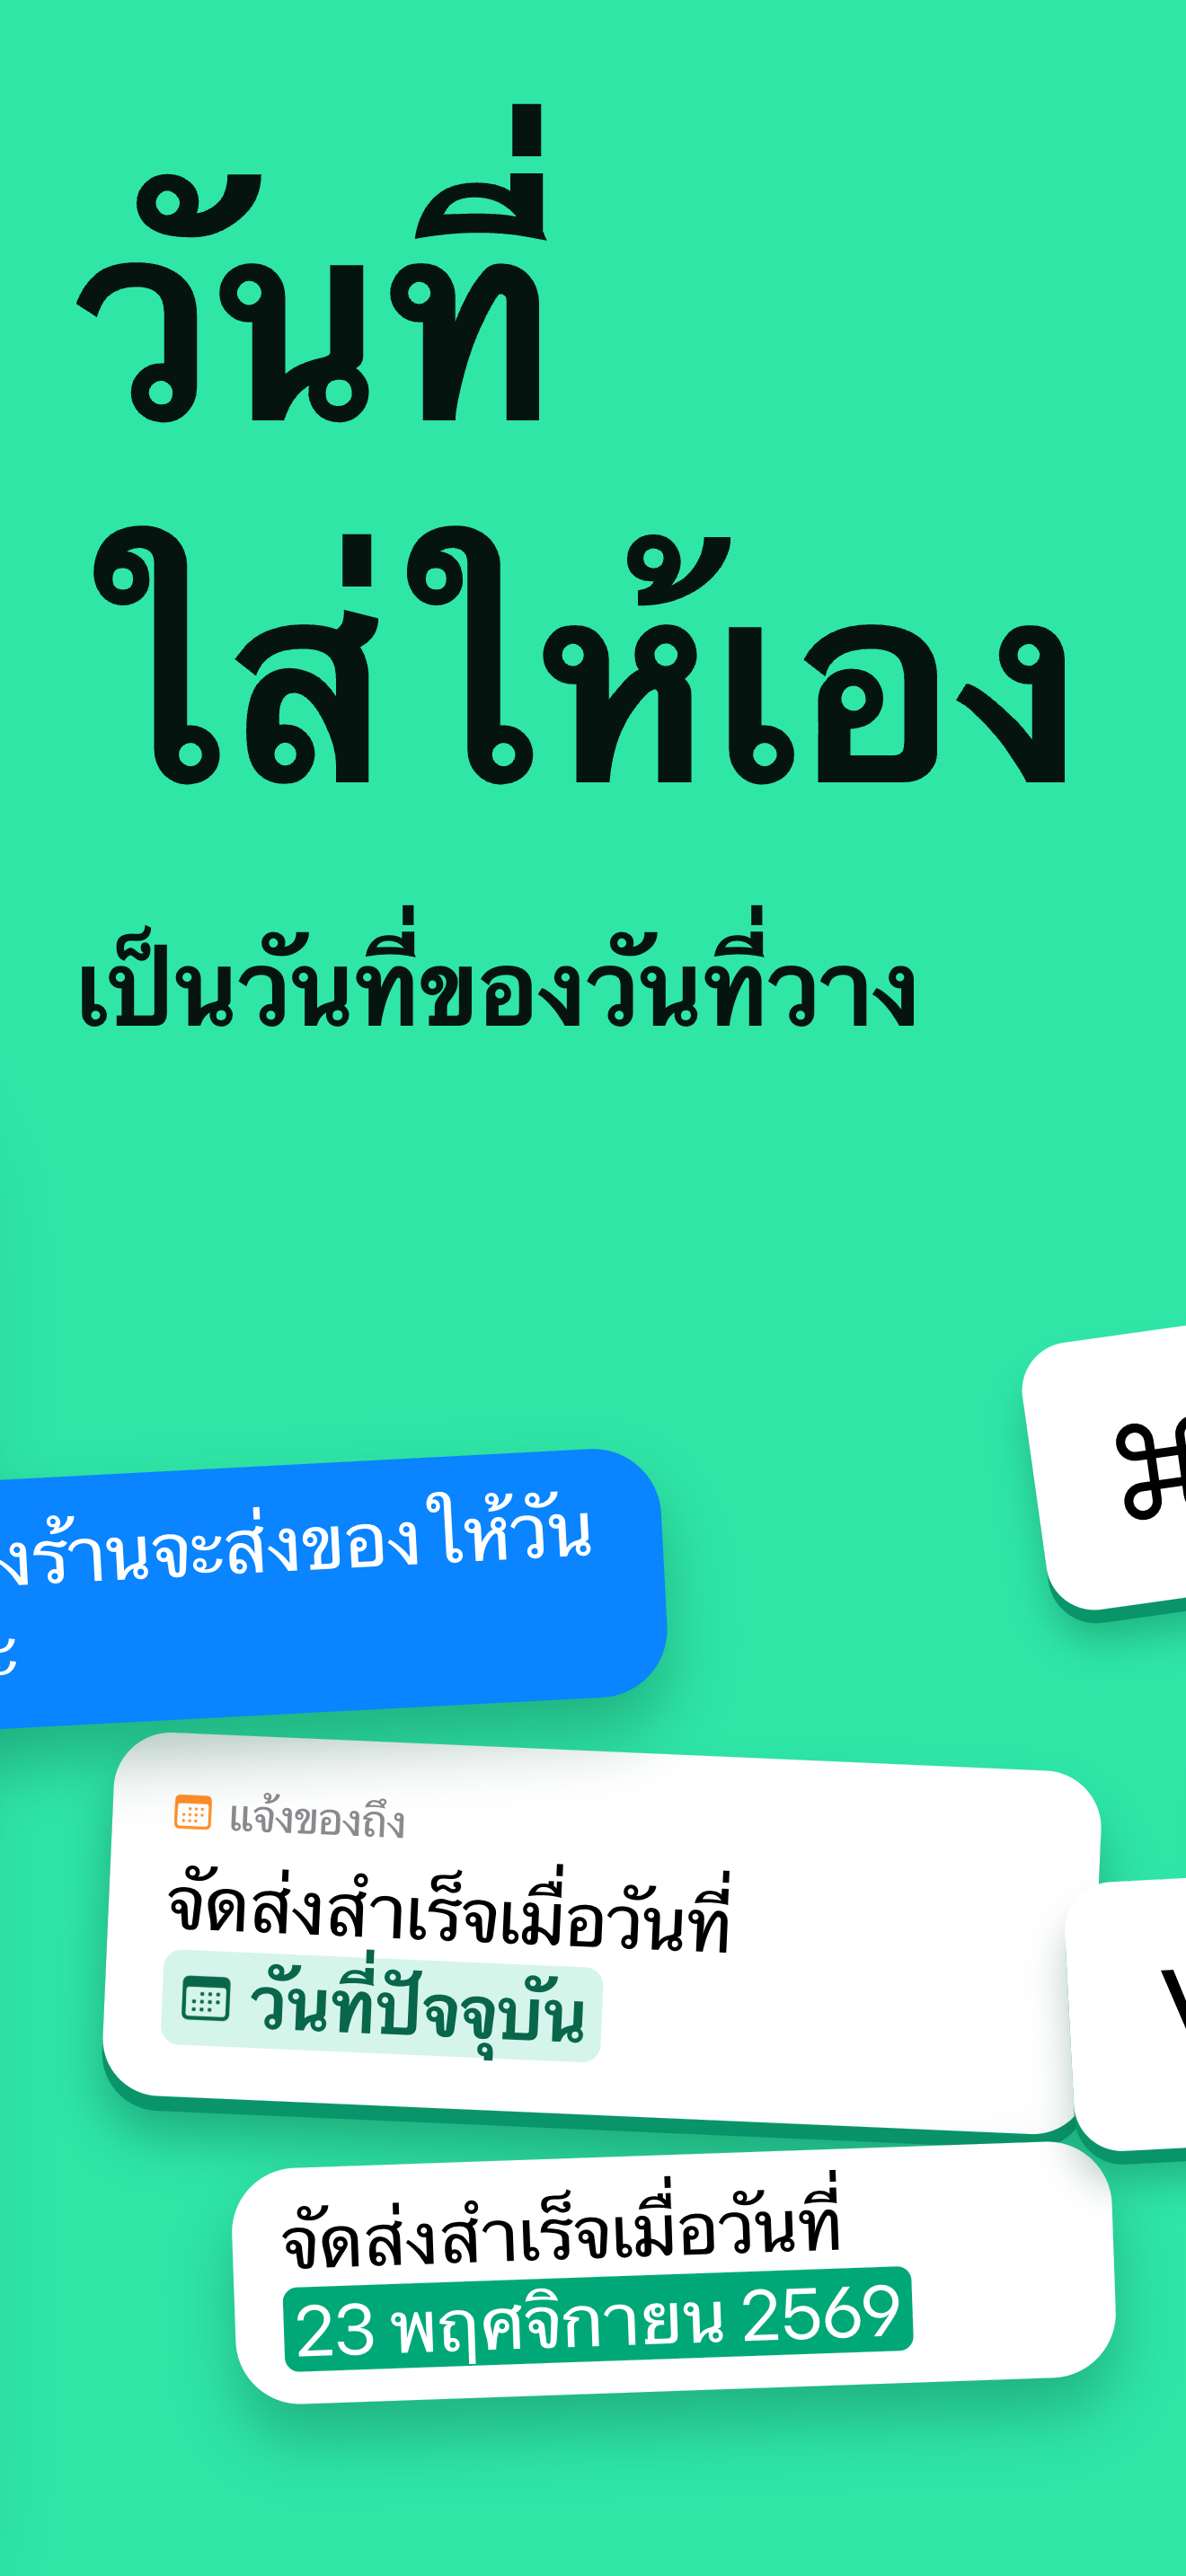 วันที่
ใส่ให้เอง
เป็นวันที่ของวันที่วาง
⌘
งร้านจะส่งของให้วัน
ะ
แจ้งของถึง
จัดส่งสำเร็จเมื่อวันที่
วันที่ปัจจุบัน
จัดส่งสำเร็จเมื่อวันที่
23 พฤศจิกายน 2569